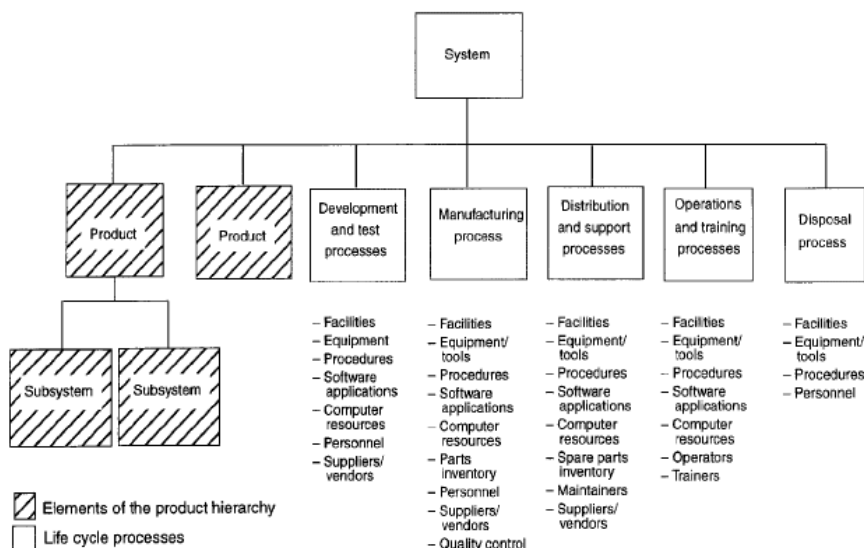 System
Product
Product
Development
and test
processes
Manufacturing
process
Distribution
and support
processes
Operations
and training
processes
Disposal
process
Subsystem
Subsystem
– Facilities
– Equipment
– Procedures
– Software
applications
– Computer
resources
– Personnel
– Suppliers/
vendors
– Facilities
– Equipment/
tools
– Procedures
– Software
applications
– Computer
resources
– Parts
inventory
– Personnel
– Suppliers/
vendors
– Quality control
– Facilities
– Equipment/
tools
– Procedures
– Software
applications
– Computer
resources
– Spare parts
inventory
– Maintainers
– Suppliers/
vendors
– Facilities
– Equipment/
tools
– Procedures
– Software
applications
– Computer
resources
– Operators
– Trainers
– Facilities
– Equipment/
tools
– Procedures
– Personnel
Elements of the product hierarchy
Life cycle processes